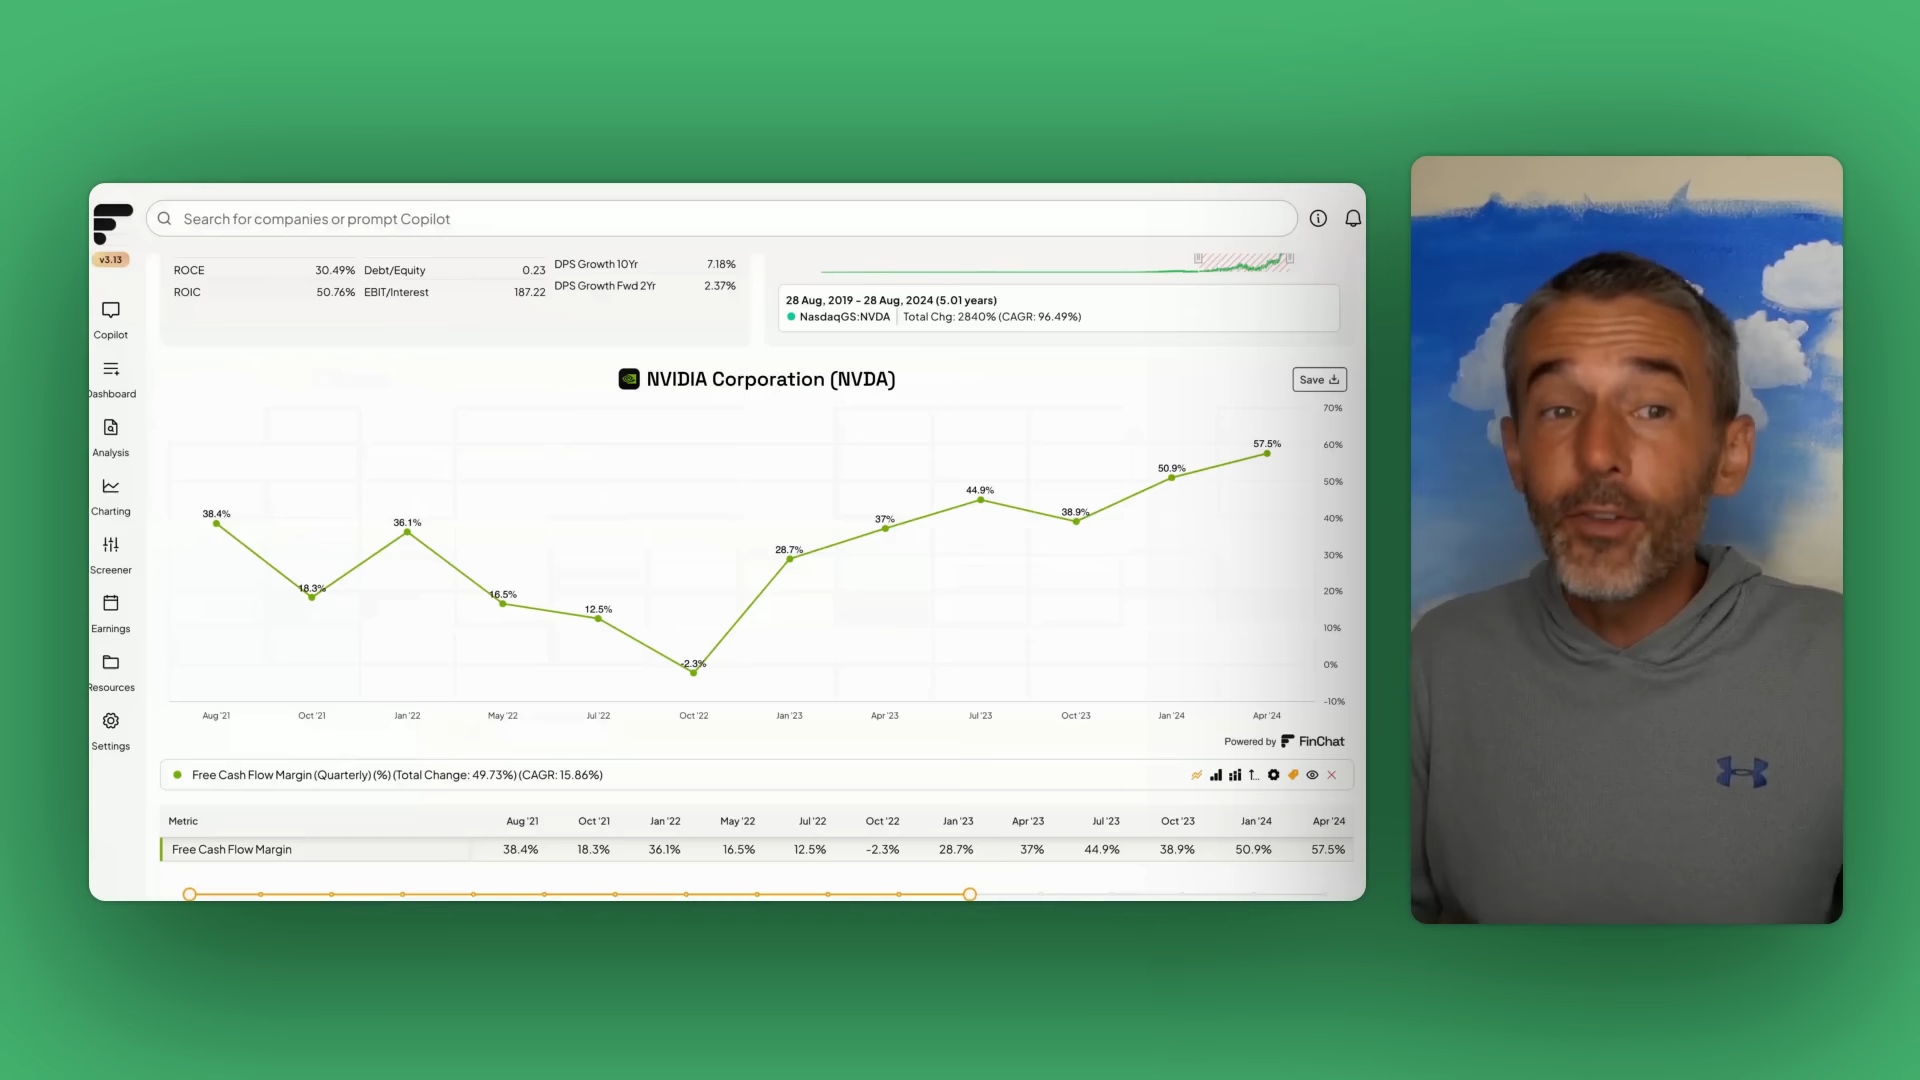 Search for companies or prompt Copilot
v3.13
Copilot
Dashboard
Analysis
Charting
Screener
Earnings
Resources
Settings
ROCE 30.49% Debt/Equity 0.23 DPS Growth 10Yr 7.18%
ROIC 50.76% EBIT/Interest 187.22 DPS Growth Fwd 2Yr 2.37%
28 Aug, 2019 - 28 Aug, 2024 (5.01 years)
NasdaqGS:NVDA Total Chg: 2840% (CAGR: 96.49%)
NVIDIA Corporation (NVDA)
Save
70%
60%
50%
40%
30%
20%
10%
0%
-10%
38.4% 18.3% 36.1% 16.5% 12.5% -2.3% 28.7% 37% 44.9% 38.9% 50.9% 57.5%
Aug '21 Oct '21 Jan '22 May '22 Jul '22 Oct '22 Jan '23 Apr '23 Jul '23 Oct '23 Jan '24 Apr '24
Powered by FinChat
Free Cash Flow Margin (Quarterly) (%) (Total Change: 49.73%) (CAGR: 15.86%)
Metric Aug '21 Oct '21 Jan '22 May '22 Jul '22 Oct '22 Jan '23 Apr '23 Jul '23 Oct '23 Jan '24 Apr '24
Free Cash Flow Margin 38.4% 18.3% 36.1% 16.5% 12.5% -2.3% 28.7% 37% 44.9% 38.9% 50.9% 57.5%